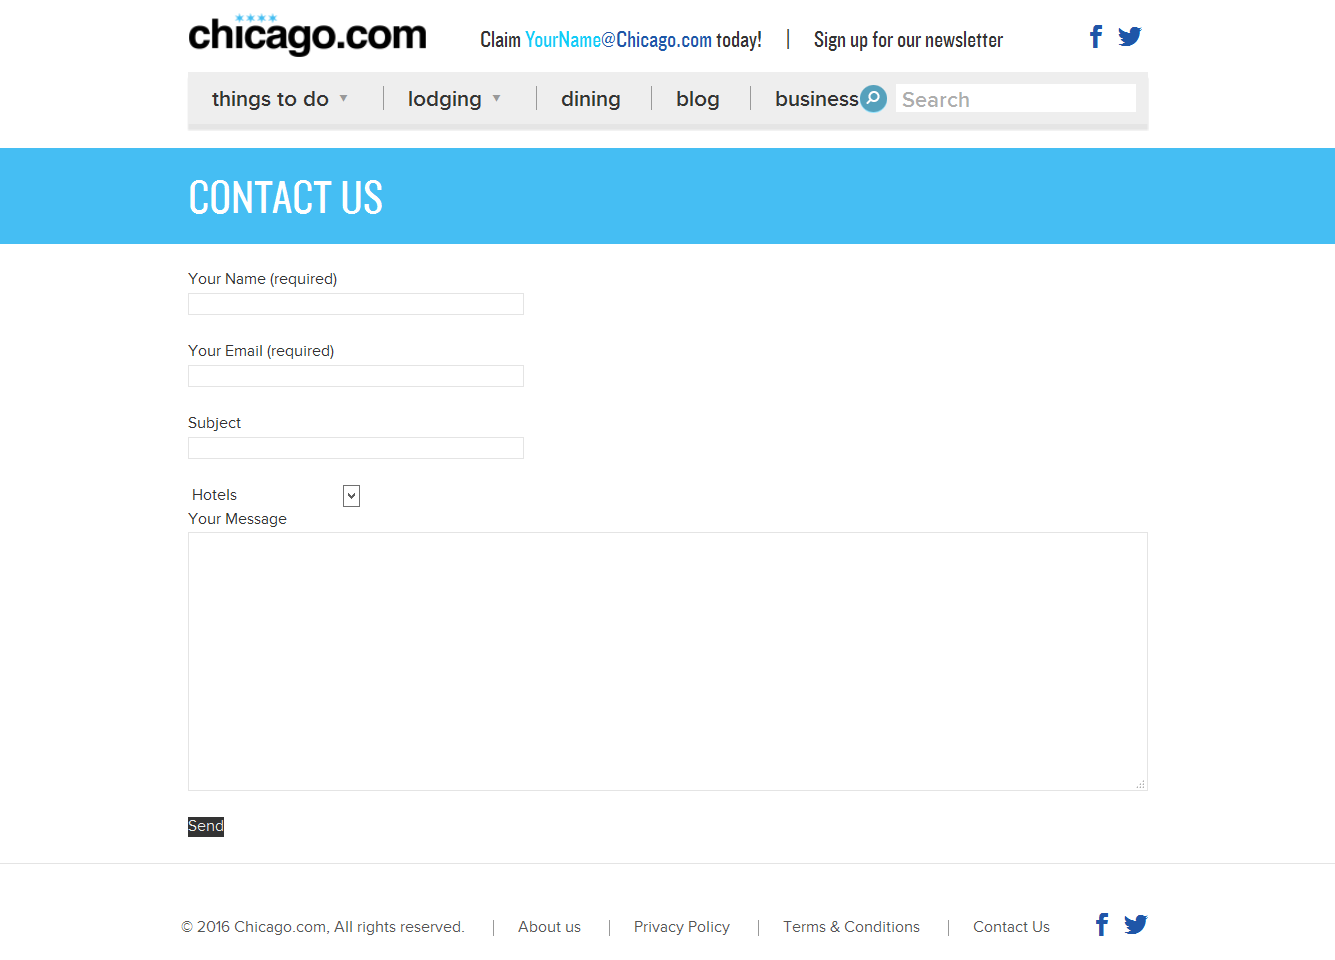 chicago.com
Claim YourName@Chicago.com today! | Sign up for our newsletter
things to do lodging dining blog business Search
CONTACT US
Your Name (required)
Your Email (required)
Subject
Hotels
Your Message
Send
© 2016 Chicago.com, All rights reserved. About us Privacy Policy Terms & Conditions Contact Us